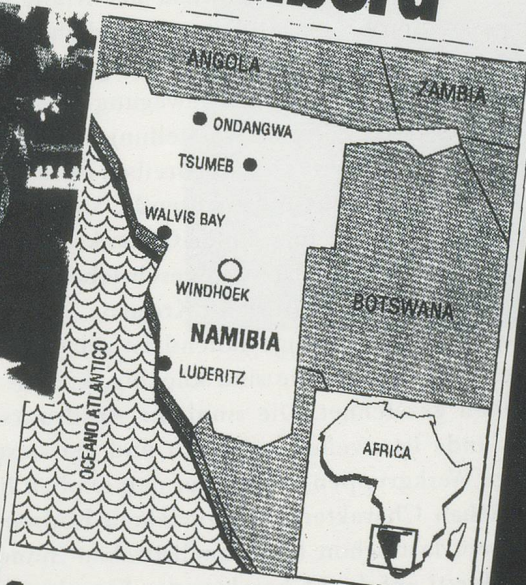 ANGOLA
ZAMBIA
ONDANGWA
TSUMEB
WALVIS BAY
WINDHOEK
BOTSWANA
NAMIBIA
LUDERITZ
OCEANO ATLANTICO
AFRICA